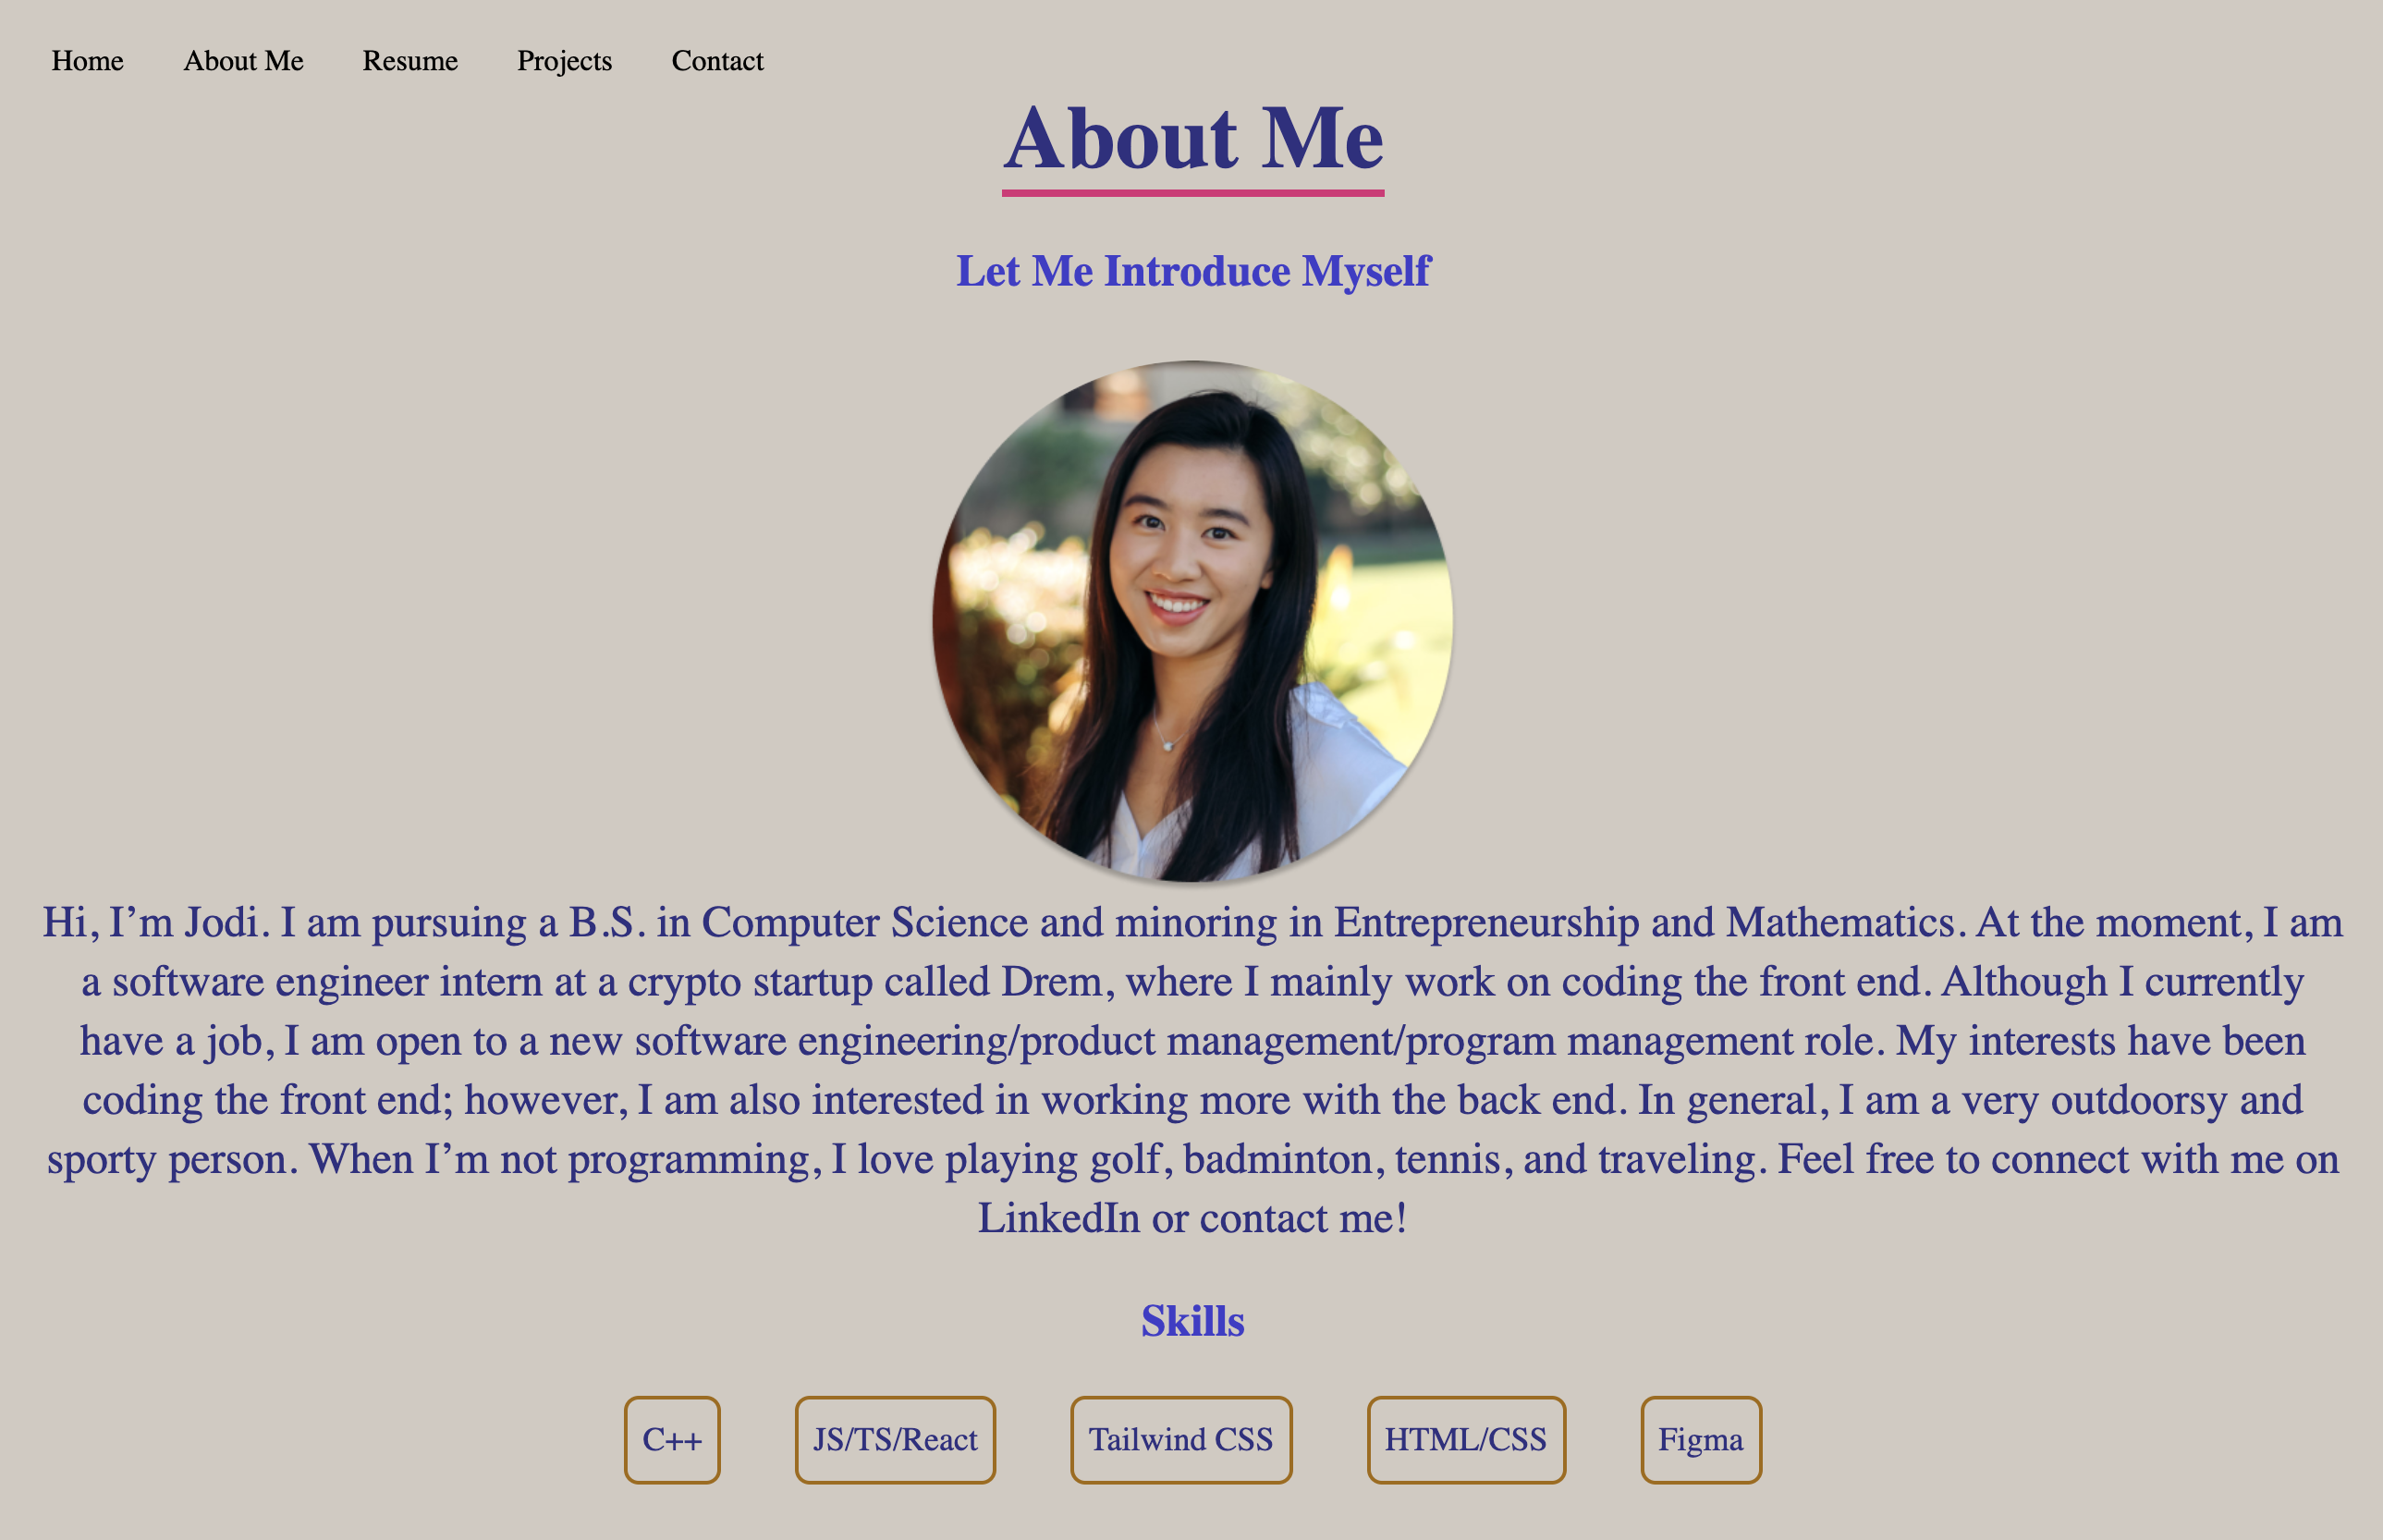 Home About Me Resume Projects Contact
About Me
Let Me Introduce Myself
Hi, I’m Jodi. I am pursuing a B.S. in Computer Science and minoring in Entrepreneurship and Mathematics. At the moment, I am
a software engineer intern at a crypto startup called Drem, where I mainly work on coding the front end. Although I currently
have a job, I am open to a new software engineering/product management/program management role. My interests have been
coding the front end; however, I am also interested in working more with the back end. In general, I am a very outdoorsy and
sporty person. When I’m not programming, I love playing golf, badminton, tennis, and traveling. Feel free to connect with me on
LinkedIn or contact me!
Skills
C++ JS/TS/React Tailwind CSS HTML/CSS Figma